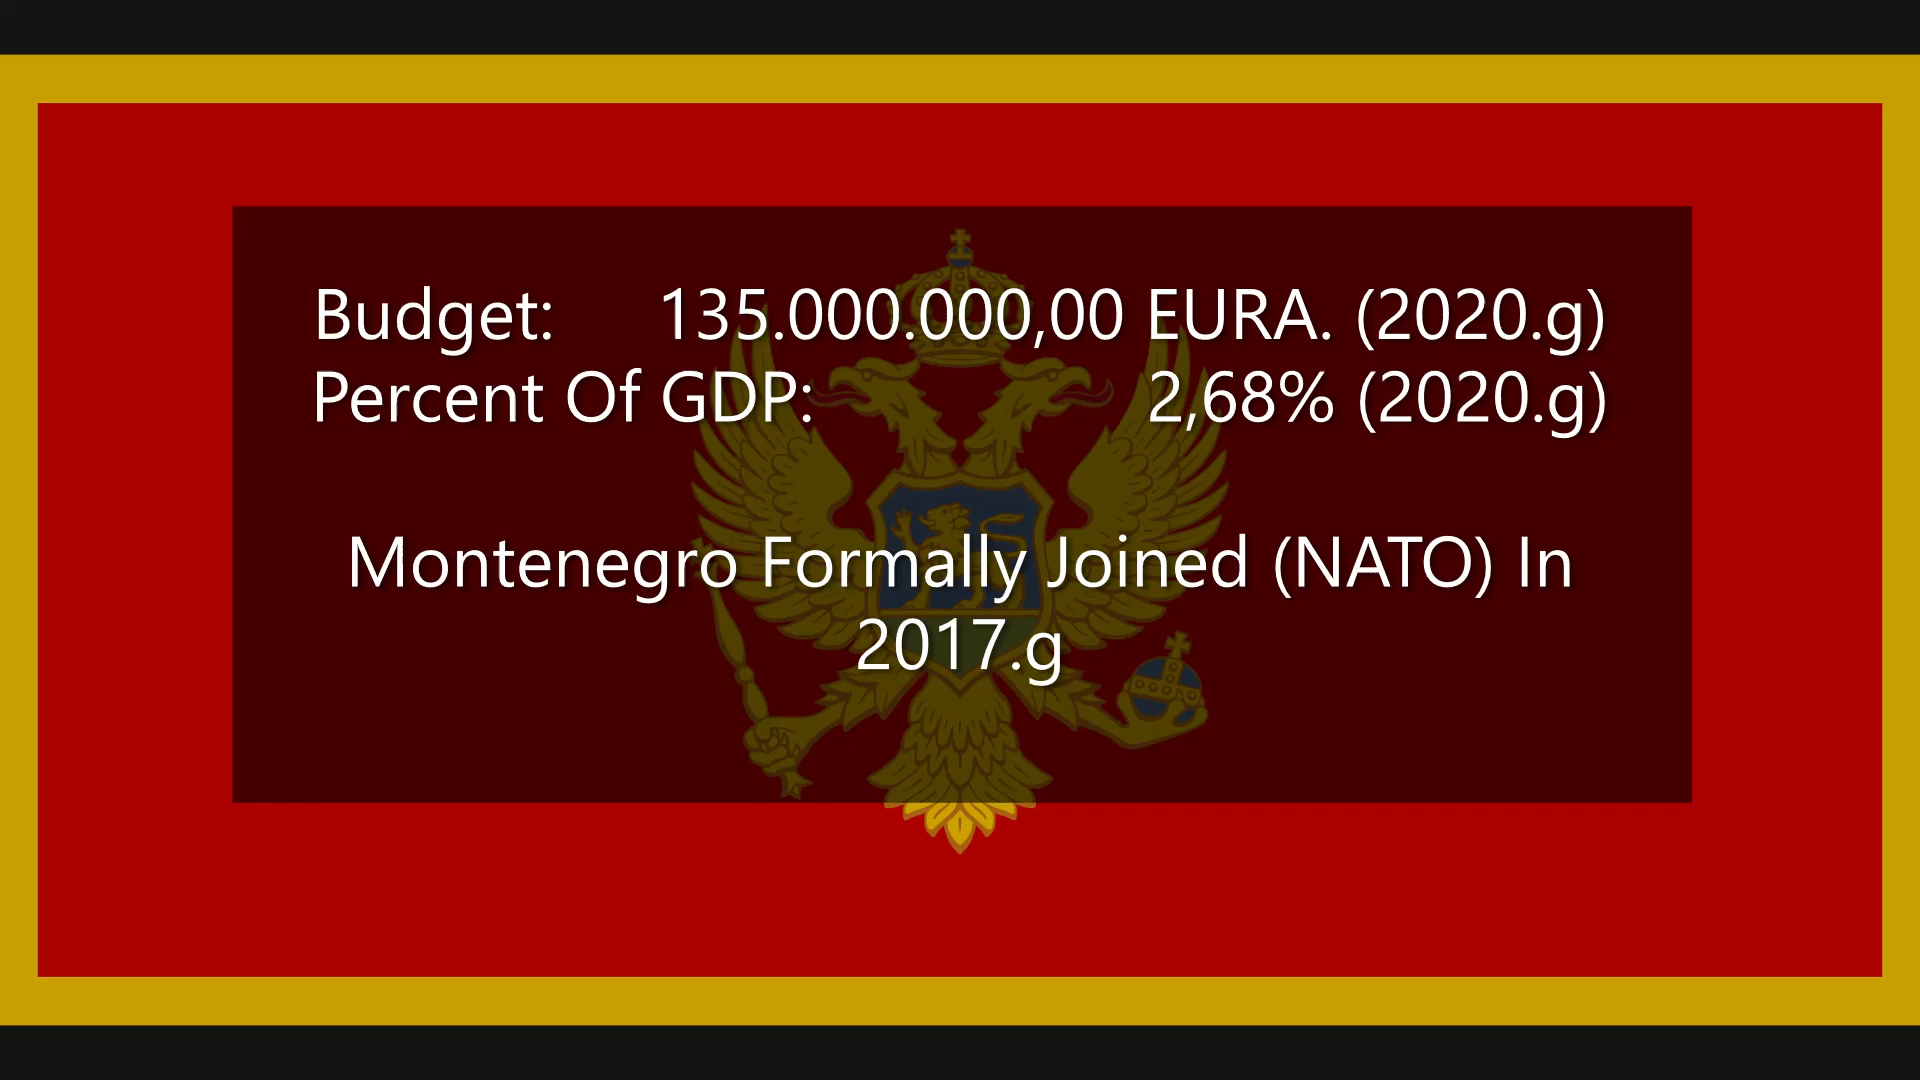 Budget: 135.000.000,00 EURA. (2020.g)
Percent Of GDP: 2,68% (2020.g)
Montenegro Formally Joined (NATO) In
2017.g